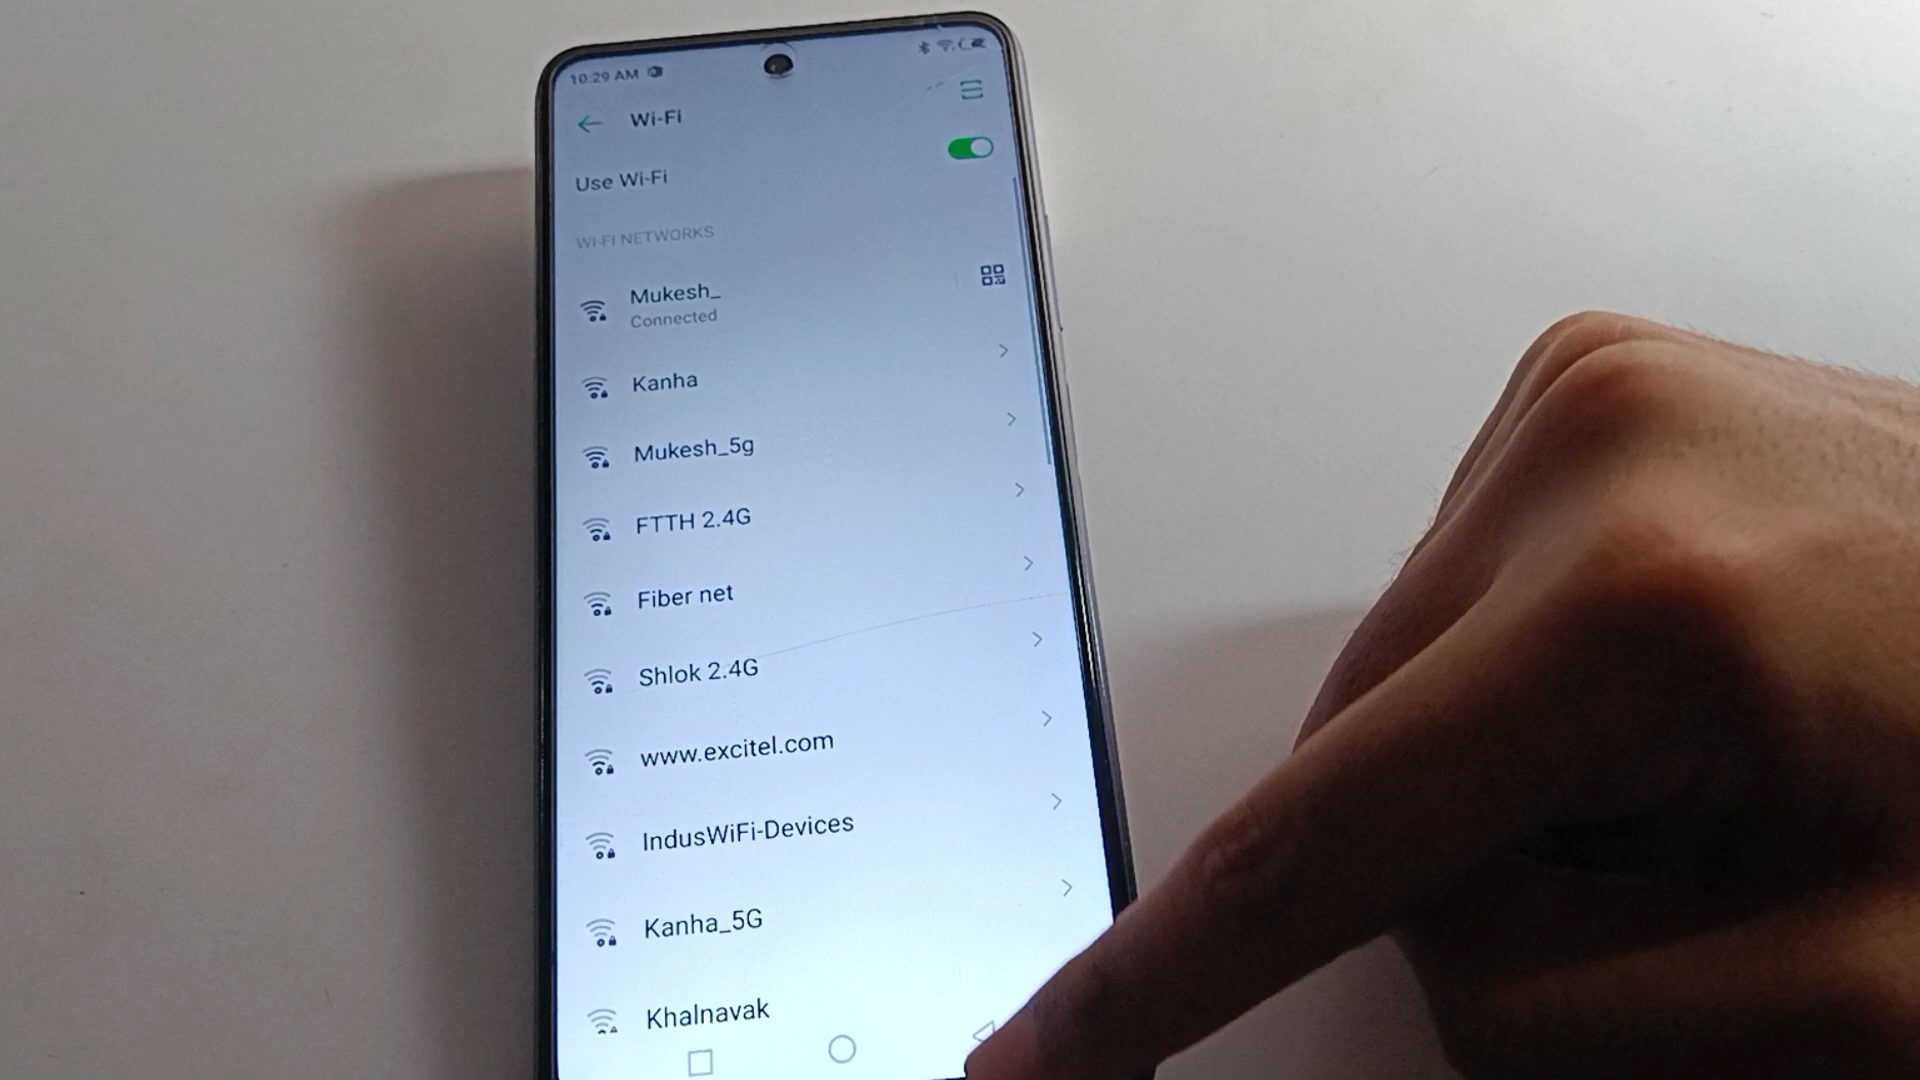 10:29 AM
Wi-Fi
Use Wi-Fi
WI-FI NETWORKS
Mukesh_
Connected
Kanha
Mukesh_5g
FTTH 2.4G
Fiber net
Shlok 2.4G
www.excitel.com
IndusWiFi-Devices
Kanha_5G
Khalnavak